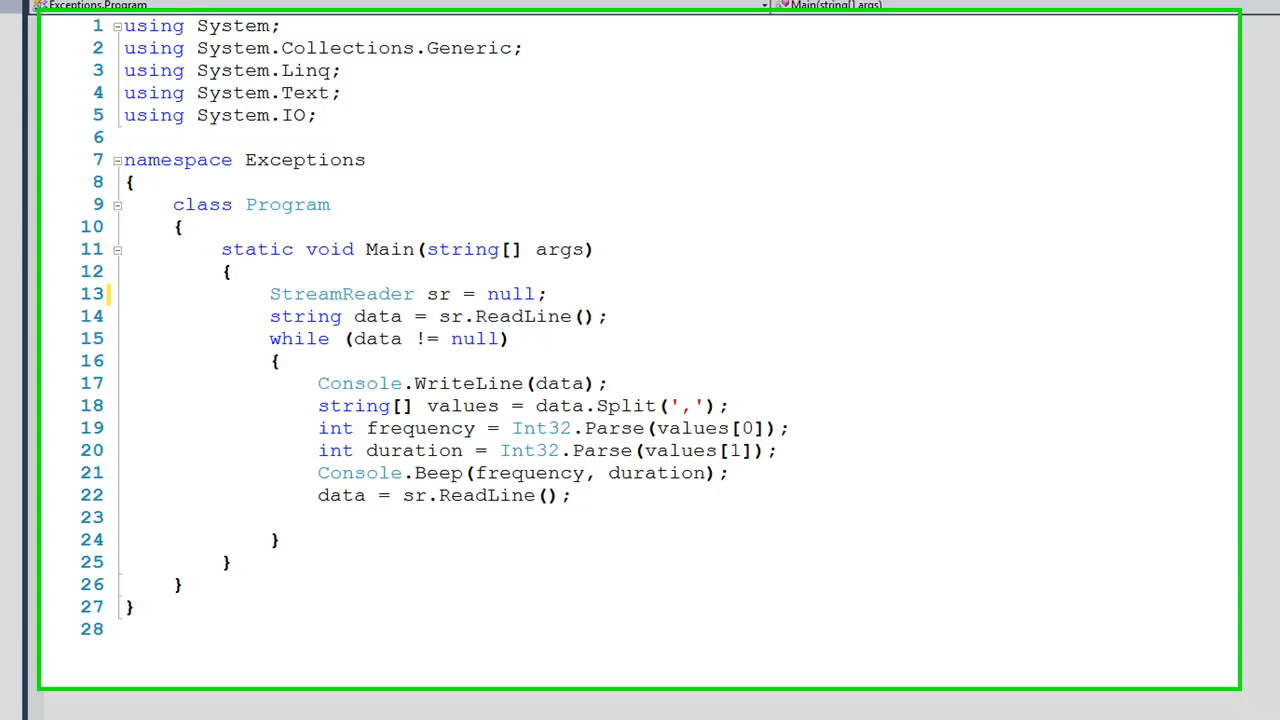 Exceptions.Program Main(string[] args)
1 using System;
2 using System.Collections.Generic;
3 using System.Linq;
4 using System.Text;
5 using System.IO;
6
7 namespace Exceptions
8 {
9 class Program
10 {
11 static void Main(string[] args)
12 {
13 StreamReader sr = null;
14 string data = sr.ReadLine();
15 while (data != null)
16 {
17 Console.WriteLine(data);
18 string[] values = data.Split(',');
19 int frequency = Int32.Parse(values[0]);
20 int duration = Int32.Parse(values[1]);
21 Console.Beep(frequency, duration);
22 data = sr.ReadLine();
23
24 }
25 }
26 }
27 }
28